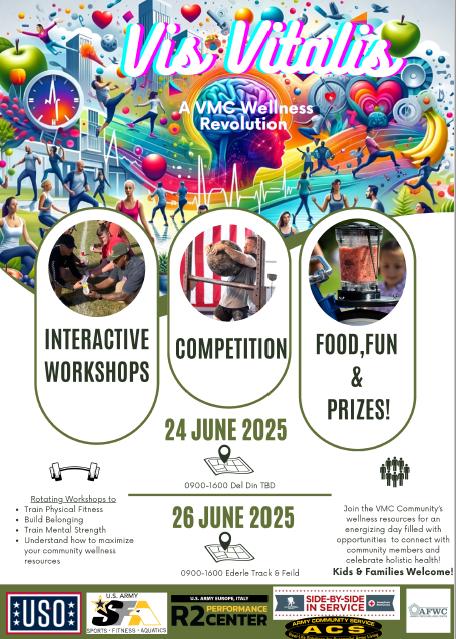 Vis Vitalis
A VMC Wellness
Revolution
INTERACTIVE
WORKSHOPS
COMPETITION
FOOD,FUN
&
PRIZES!
24 JUNE 2025
0900-1600 Del Din TBD
26 JUNE 2025
0900-1600 Ederle Track & Feild
Rotating Workshops to
• Train Physical Fitness
• Build Belonging
• Train Mental Strength
• Understand how to maximize
your community wellness
resources
Join the VMC Community's
wellness resources for an
energizing day filled with
opportunities to connect with
community members and
celebrate holistic health!
Kids & Families Welcome!
USO
U.S. ARMY
SFA
SPORTS • FITNESS • AQUATICS
U.S. ARMY EUROPE, ITALY
R2 PERFORMANCE
CENTER
SIDE-BY-SIDE
IN SERVICE
American
Red Cross
ARMY COMMUNITY SERVICE
ACS
AFWC